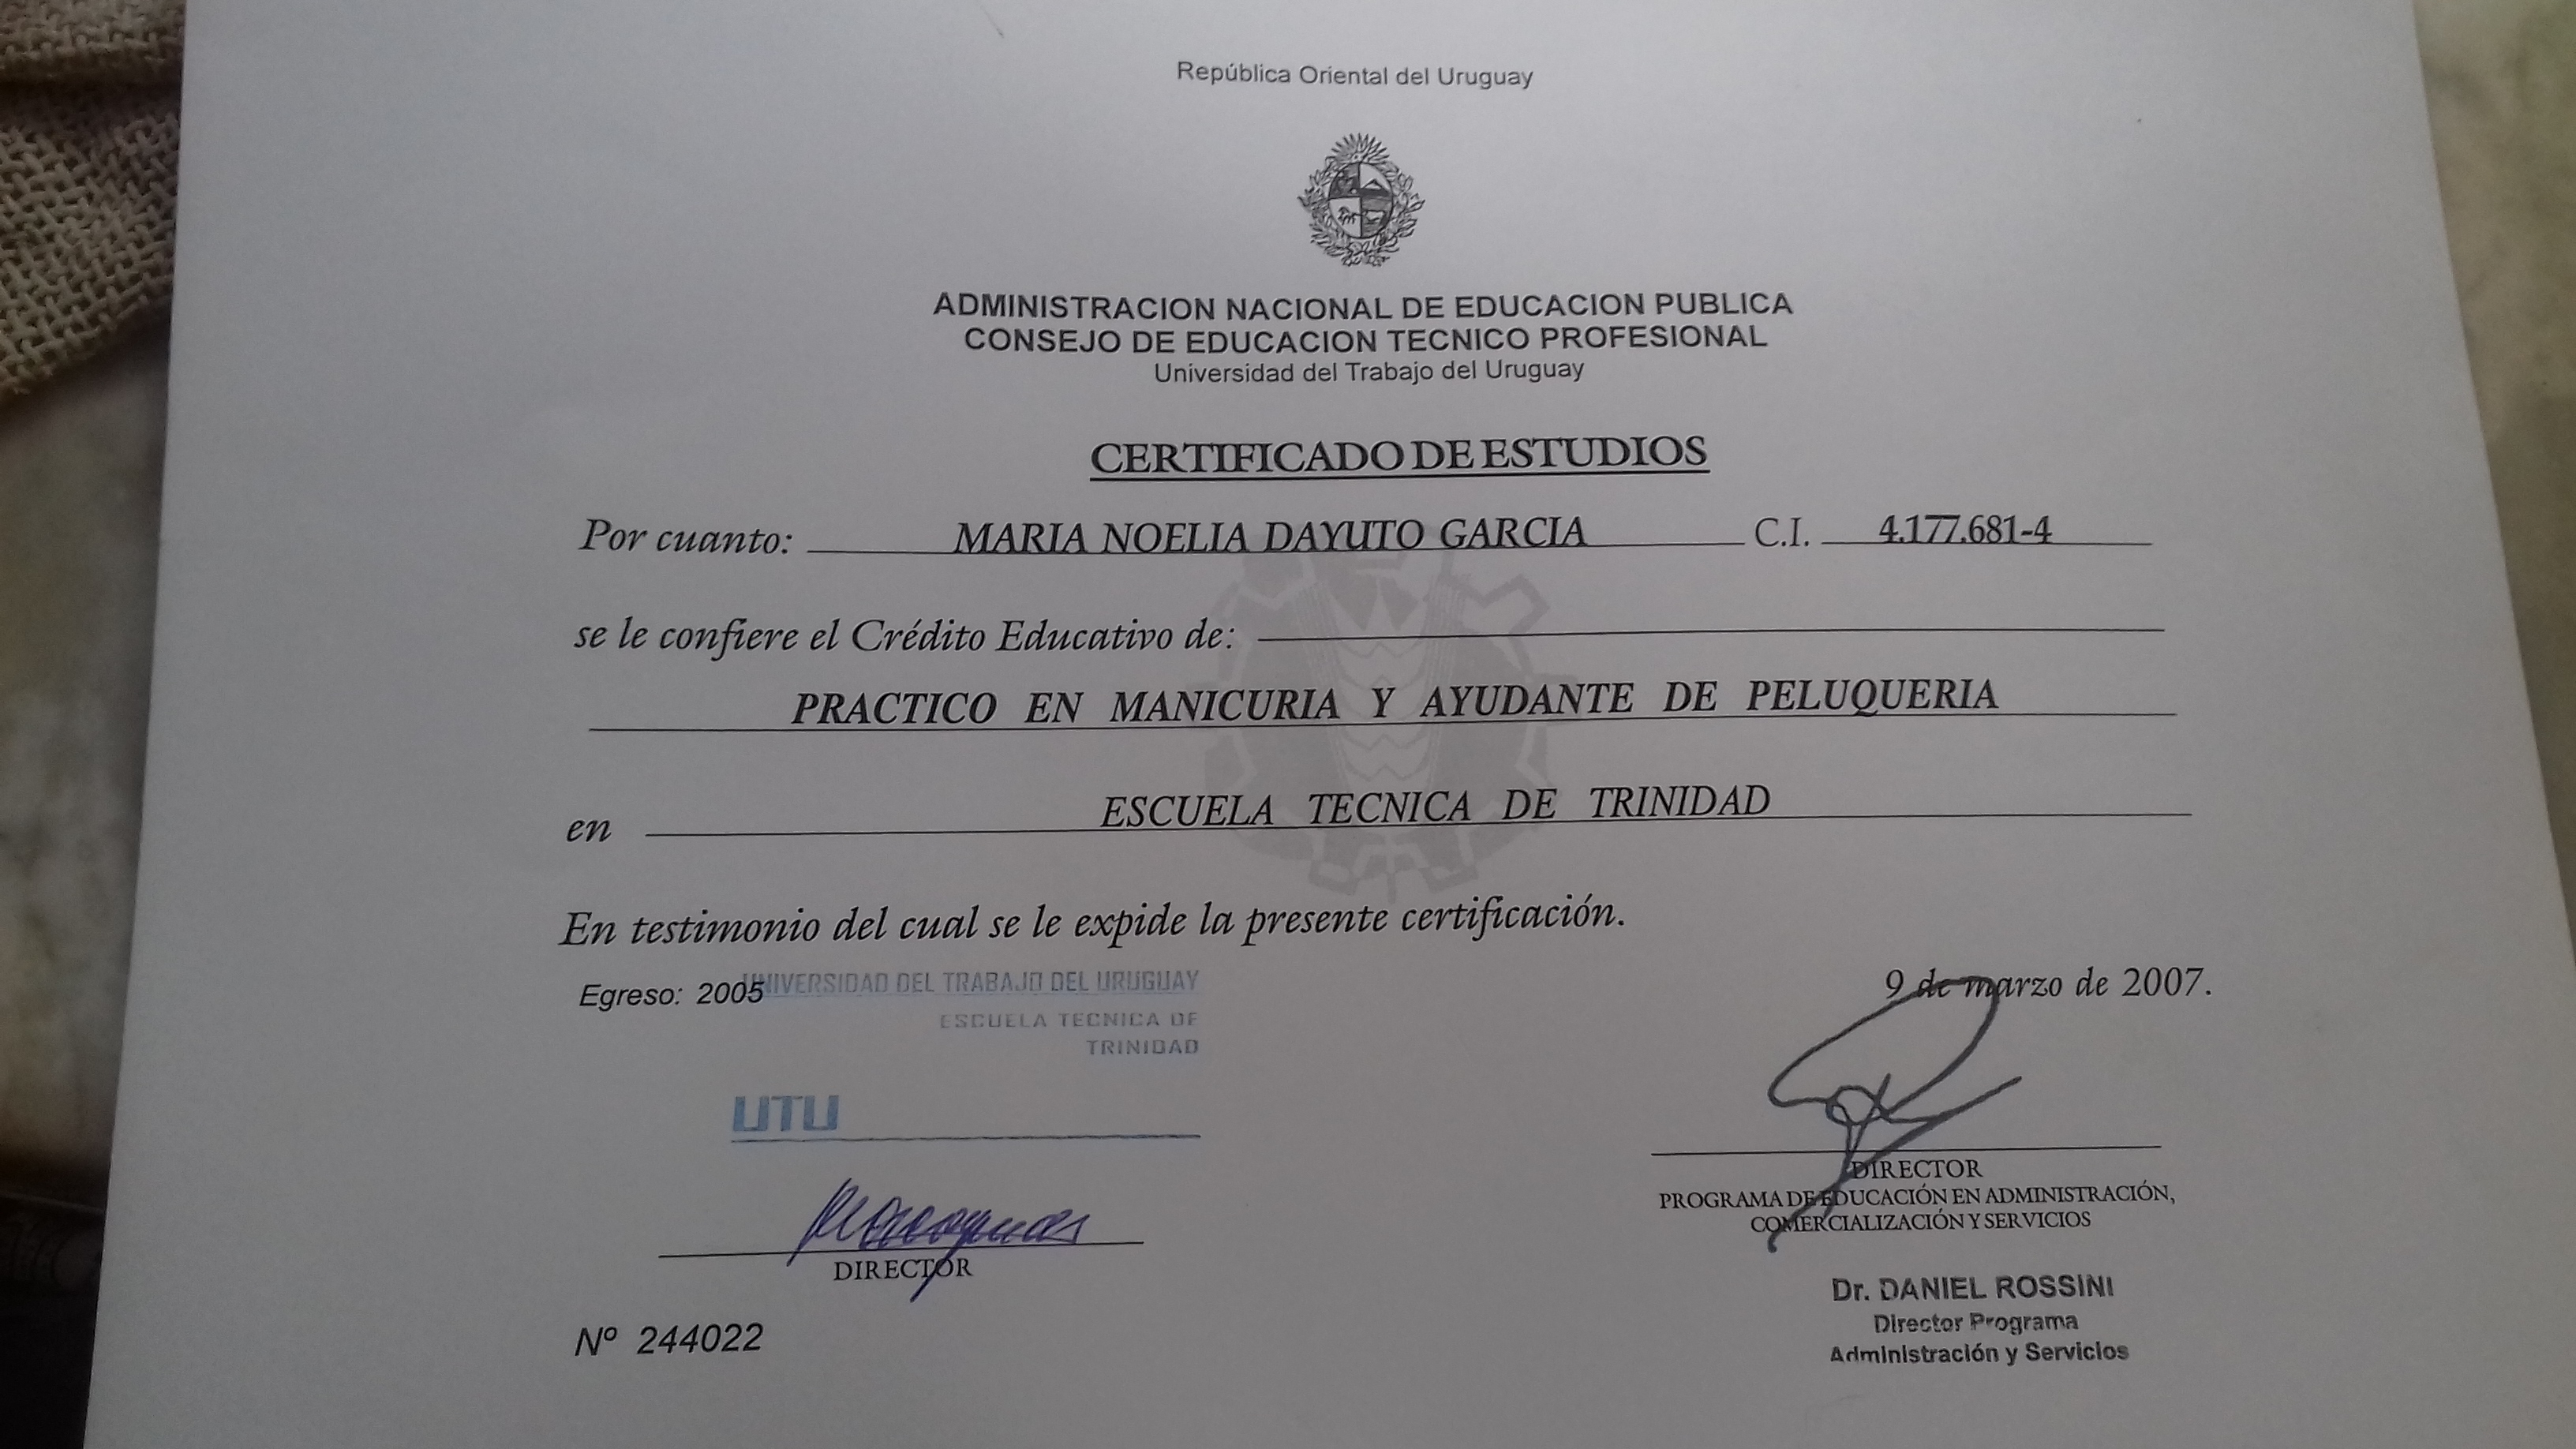 República Oriental del Uruguay
ADMINISTRACION NACIONAL DE EDUCACION PUBLICA
CONSEJO DE EDUCACION TECNICO PROFESIONAL
Universidad del Trabajo del Uruguay
CERTIFICADO DE ESTUDIOS
Por cuanto: MARIA NOELIA DAYUTO GARCIA C.I. 4.177.681-4
se le confiere el Crédito Educativo de:
PRACTICO EN MANICURIA Y AYUDANTE DE PELUQUERIA
en ESCUELA TECNICA DE TRINIDAD
En testimonio del cual se le expide la presente certificación.
9 de marzo de 2007.
Egreso: 2005
UNIVERSIDAD DEL TRABAJO DEL URUGUAY
ESCUELA TECNICA DE
TRINIDAD
UTU
DIRECTOR
DIRECTOR
PROGRAMA DE EDUCACIÓN EN ADMINISTRACIÓN,
COMERCIALIZACIÓN Y SERVICIOS
Dr. DANIEL ROSSINI
Director Programa
Administración y Servicios
Nº 244022